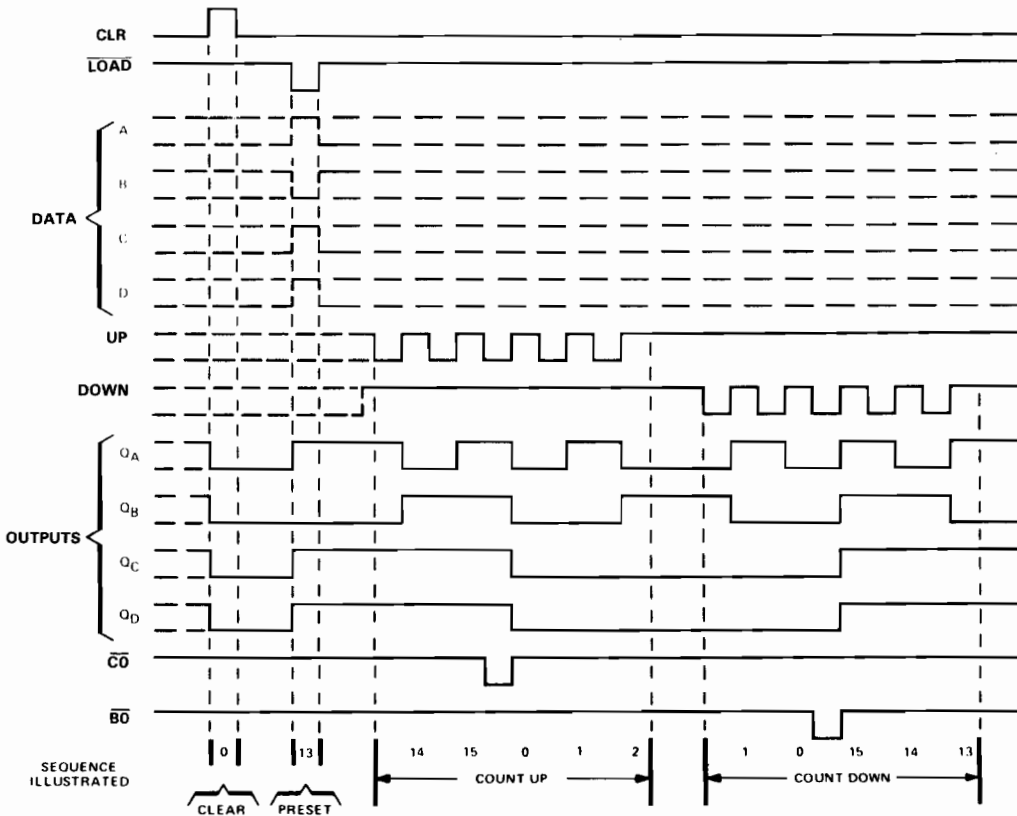 CLR
LOAD
A
B
DATA
C
D
UP
DOWN
QA
QB
OUTPUTS
QC
QD
CO
BO
SEQUENCE
ILLUSTRATED
0 13 14 15 0 1 2 1 0 15 14 13
COUNT UP COUNT DOWN
CLEAR PRESET